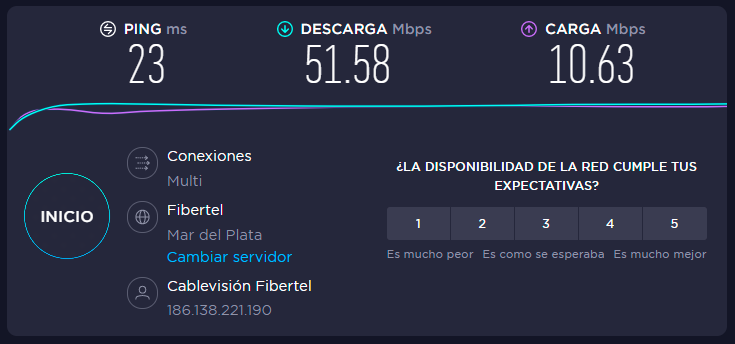 PING ms
DESCARGA Mbps
CARGA Mbps
23
51.58
10.63
INICIO
Conexiones
Multi
Fibertel
Mar del Plata
Cambiar servidor
Cablevisión Fibertel
186.138.221.190
¿LA DISPONIBILIDAD DE LA RED CUMPLE TUS
EXPECTATIVAS?
1 2 3 4 5
Es mucho peor Es como se esperaba Es mucho mejor